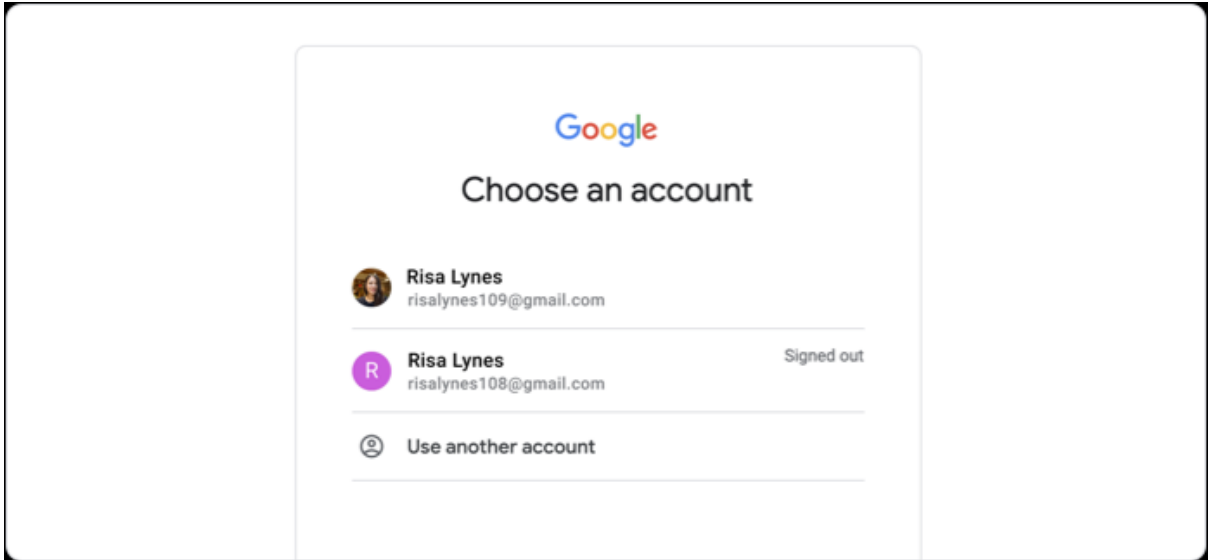 Google
Choose an account
Risa Lynes
risalynes109@gmail.com
R
Risa Lynes
Signed out
risalynes108@gmail.com
Use another account